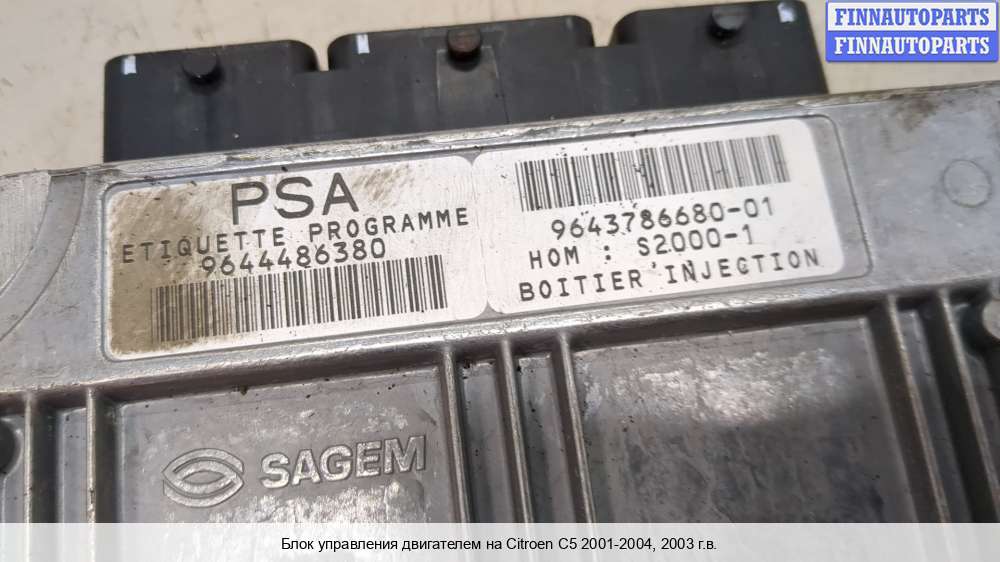 FINNAUTOPARTS
FINNAUTOPARTS
PSA
ETIQUETTE PROGRAMME
9644486380
9643786680-01
HOM : S2000-1
BOITIER INJECTION
SAGEM
Блок управления двигателем на Citroen C5 2001-2004, 2003 г.в.